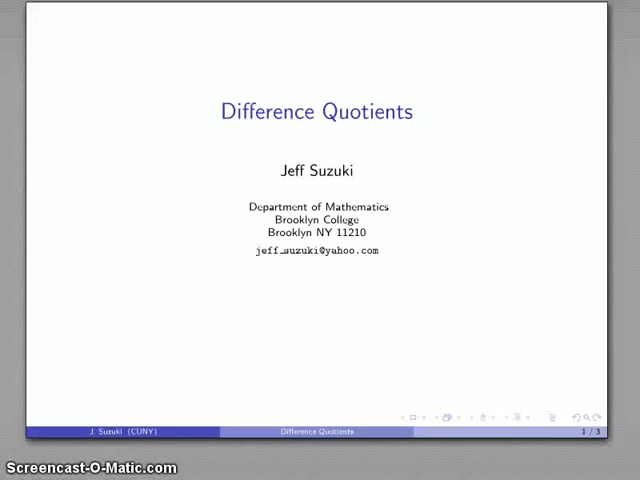 Difference Quotients
Jeff Suzuki
Department of Mathematics
Brooklyn College
Brooklyn NY 11210
jeff_suzuki@yahoo.com
J. Suzuki (CUNY)
Difference Quotients
1 / 3
Screencast-O-Matic.com